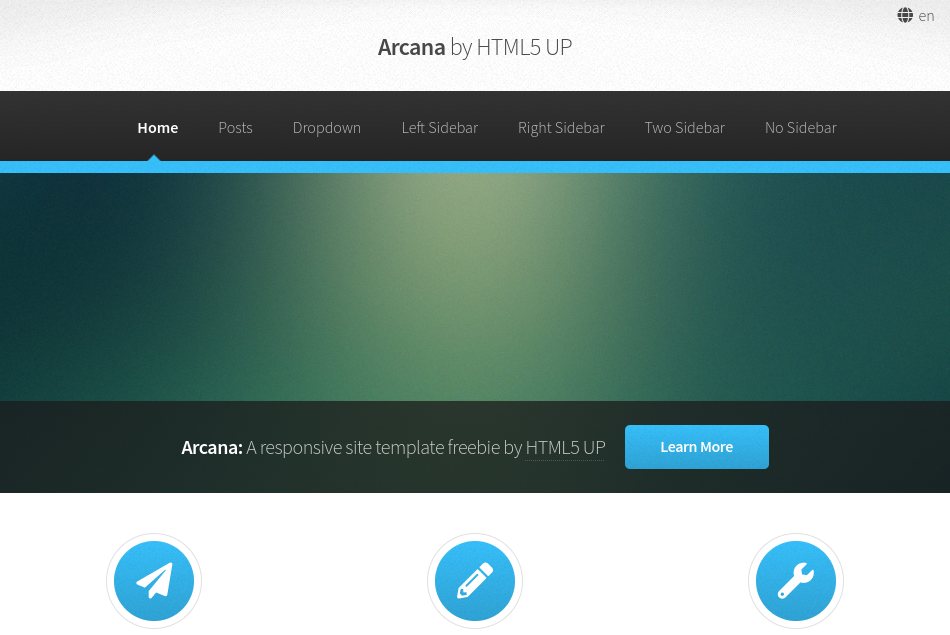 en
Arcana by HTML5 UP
Home Posts Dropdown Left Sidebar Right Sidebar Two Sidebar No Sidebar
Arcana: A responsive site template freebie by HTML5 UP Learn More